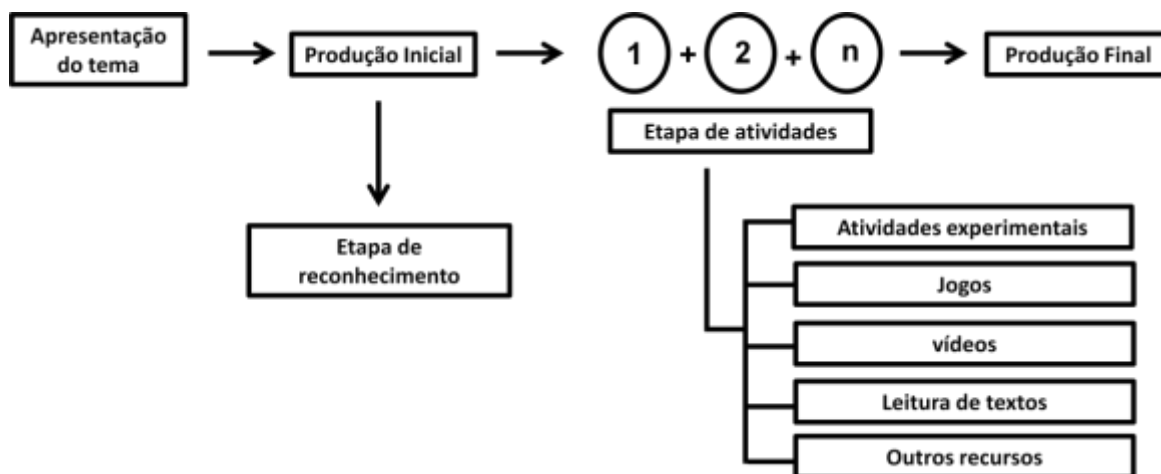 Apresentação
do tema
Produção Inicial
1 + 2 + n
Produção Final
Etapa de atividades
Etapa de
reconhecimento
Atividades experimentais
Jogos
vídeos
Leitura de textos
Outros recursos